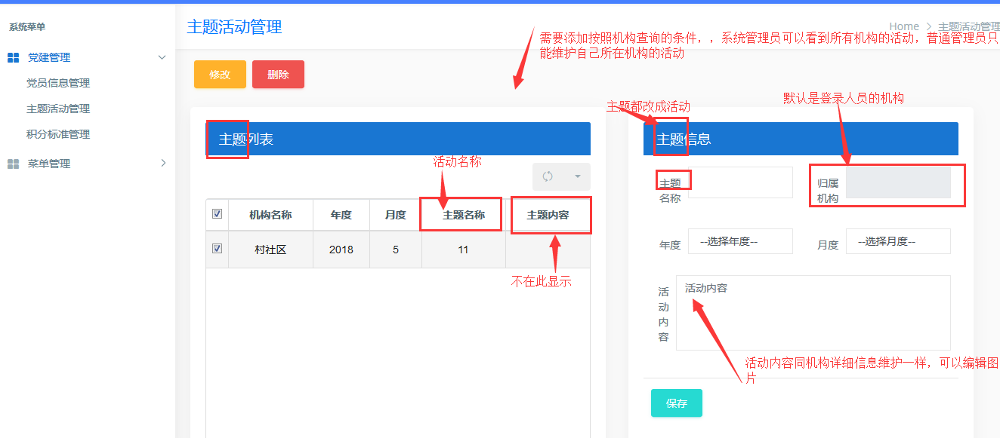 系统菜单
主题活动管理
Home > 主题活动管理
需要添加按照机构查询的条件，，系统管理员可以看到所有机构的活动，普通管理员只
能维护自己所在机构的活动
党建管理
党员信息管理
主题活动管理
积分标准管理
菜单管理
修改
删除
主题都改成活动
默认是登录人员的机构
主题列表
主题信息
活动名称
主题
名称
归属
机构
机构名称 年度 月度 主题名称 主题内容
村社区 2018 5 11
不在此显示
年度
--选择年度--
月度
--选择月度--
活
动
内
容
活动内容
活动内容同机构详细信息维护一样，可以编辑图
片
保存